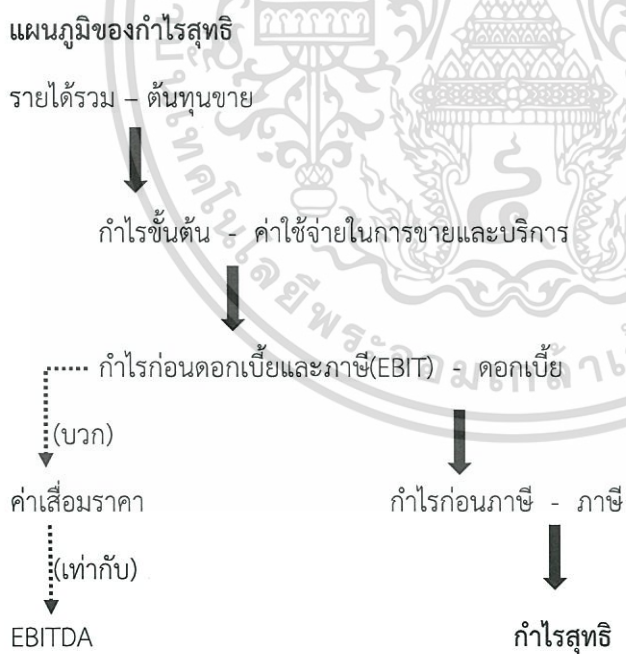 แผนภูมิของกำไรสุทธิ
รายได้รวม – ต้นทุนขาย
กำไรขั้นต้น - ค่าใช้จ่ายในการขายและบริการ
กำไรก่อนดอกเบี้ยและภาษี(EBIT) - ดอกเบี้ย
(บวก)
ค่าเสื่อมราคา กำไรก่อนภาษี - ภาษี
(เท่ากับ)
EBITDA กำไรสุทธิ